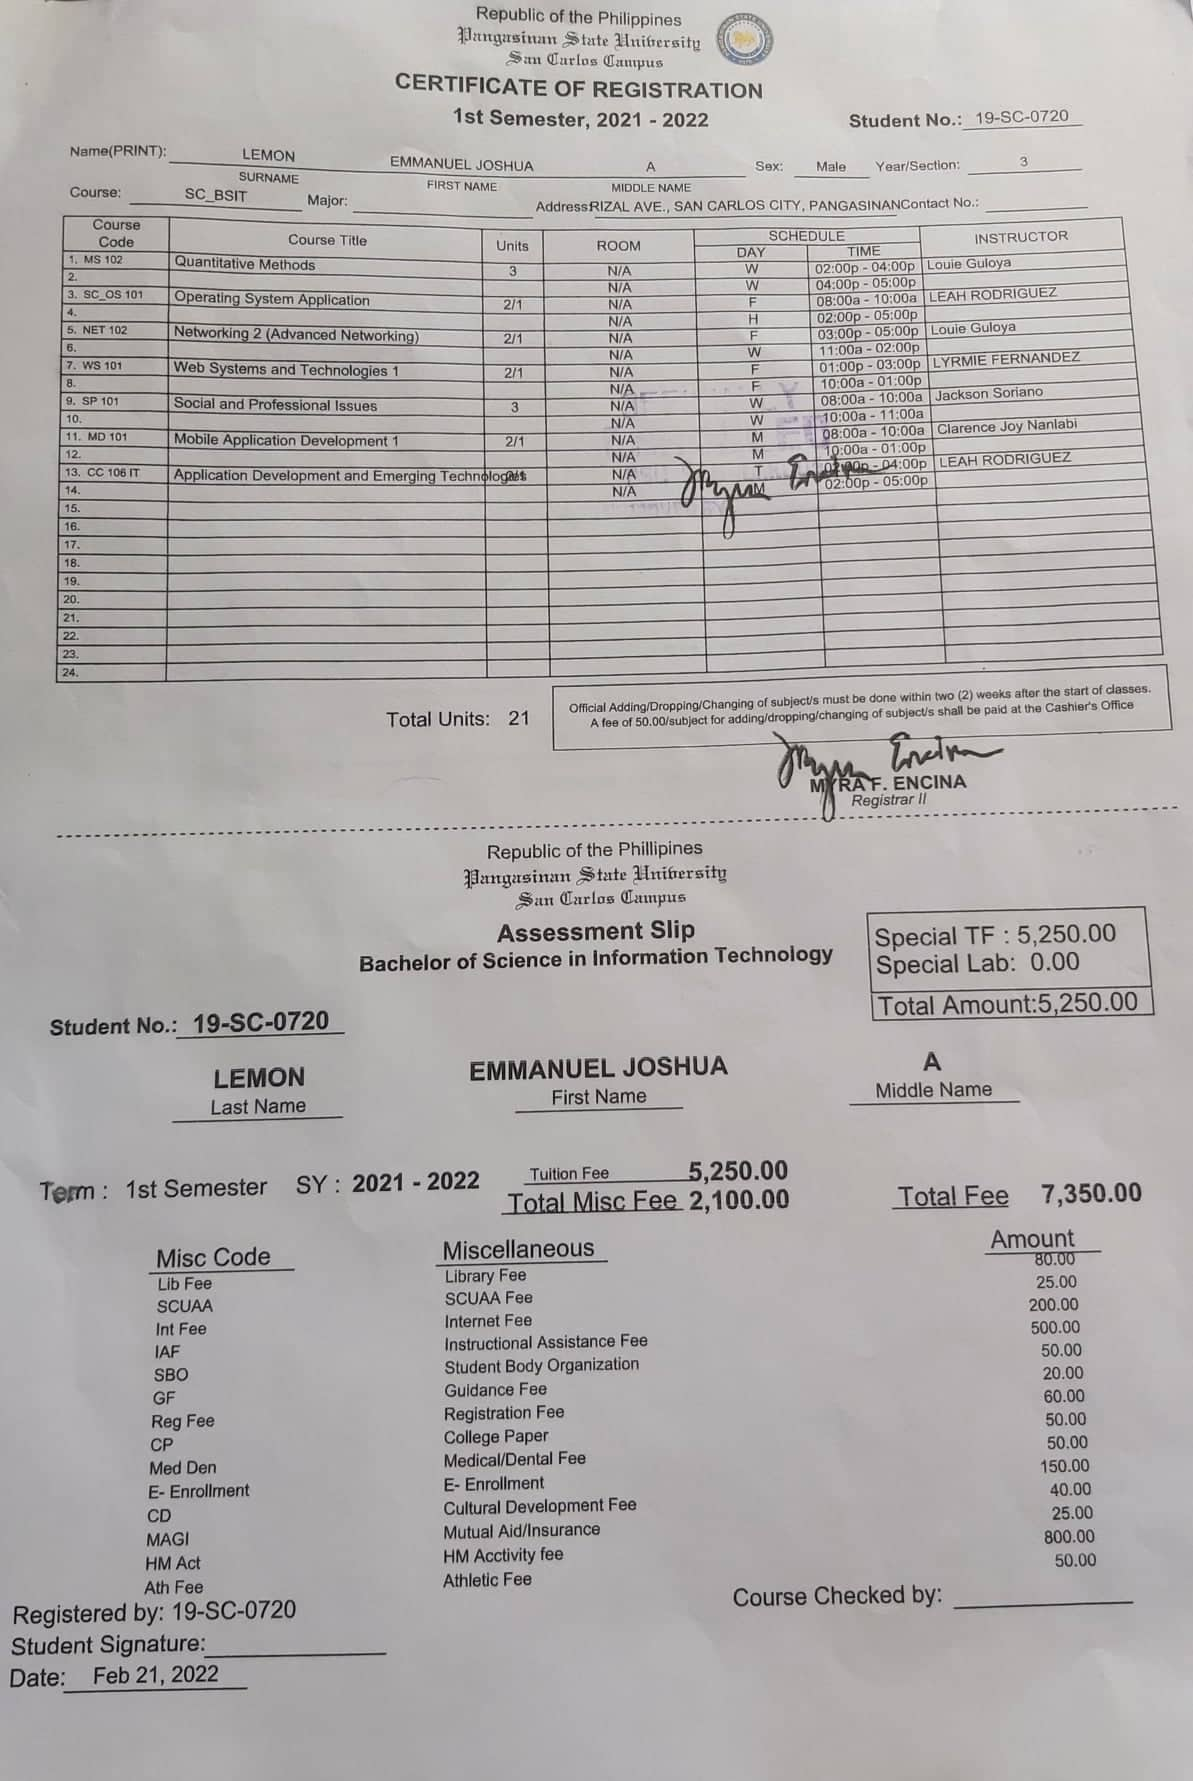 Republic of the Philippines
Pangasinan State University
San Carlos Campus
CERTIFICATE OF REGISTRATION
1st Semester, 2021 - 2022
Student No.: 19-SC-0720
Name(PRINT): LEMON EMMANUEL JOSHUA A Sex: Male Year/Section: 3
SURNAME FIRST NAME MIDDLE NAME
Course: SC_BSIT Major: Address:RIZAL AVE., SAN CARLOS CITY, PANGASINAN Contact No.:
Course Code Course Title Units ROOM SCHEDULE INSTRUCTOR
DAY TIME
1. MS 102 Quantitative Methods 3 N/A W 02:00p - 04:00p Louie Guloya
2. N/A W 04:00p - 05:00p
3. SC_OS 101 Operating System Application 2/1 N/A F 08:00a - 10:00a LEAH RODRIGUEZ
4. N/A H 02:00p - 05:00p
5. NET 102 Networking 2 (Advanced Networking) 2/1 N/A F 03:00p - 05:00p Louie Guloya
6. N/A W 11:00a - 02:00p
7. WS 101 Web Systems and Technologies 1 2/1 N/A F 01:00p - 03:00p LYRMIE FERNANDEZ
8. N/A F 10:00a - 01:00p
9. SP 101 Social and Professional Issues 3 N/A W 08:00a - 10:00a Jackson Soriano
10. N/A W 10:00a - 11:00a
11. MD 101 Mobile Application Development 1 2/1 N/A M 08:00a - 10:00a Clarence Joy Nanlabi
12. N/A M 10:00a - 01:00p
13. CC 106 IT Application Development and Emerging Technologies 2/1 N/A T 02:00p - 04:00p LEAH RODRIGUEZ
14. N/A M 02:00p - 05:00p
15.
16.
17.
18.
19.
20.
21.
22.
23.
24.
Total Units: 21
Official Adding/Dropping/Changing of subject/s must be done within two (2) weeks after the start of classes.
A fee of 50.00/subject for adding/dropping/changing of subject/s shall be paid at the Cashier's Office
MYRA F. ENCINA
Registrar II
Republic of the Phillipines
Pangasinan State University
San Carlos Campus
Assessment Slip
Bachelor of Science in Information Technology
Special TF : 5,250.00
Special Lab: 0.00
Total Amount:5,250.00
Student No.: 19-SC-0720
LEMON EMMANUEL JOSHUA A
Last Name First Name Middle Name
Term : 1st Semester SY : 2021 - 2022 Tuition Fee 5,250.00
Total Misc Fee 2,100.00 Total Fee 7,350.00
Misc Code Miscellaneous Amount
Lib Fee Library Fee 80.00
SCUAA SCUAA Fee 25.00
Int Fee Internet Fee 200.00
IAF Instructional Assistance Fee 500.00
SBO Student Body Organization 50.00
GF Guidance Fee 20.00
Reg Fee Registration Fee 60.00
CP College Paper 50.00
Med Den Medical/Dental Fee 50.00
E- Enrollment E- Enrollment 150.00
CD Cultural Development Fee 40.00
MAGI Mutual Aid/Insurance 25.00
HM Act HM Acctivity fee 800.00
Ath Fee Athletic Fee 50.00
Registered by: 19-SC-0720
Course Checked by:
Student Signature:
Date: Feb 21, 2022